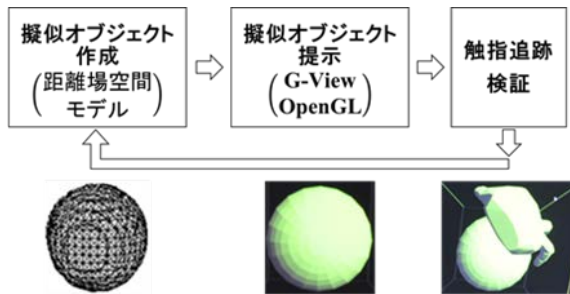 擬似オブジェクト
作成
(距離場空間
モデル)
擬似オブジェクト
提示
(G-View
OpenGL)
触指追跡
検証